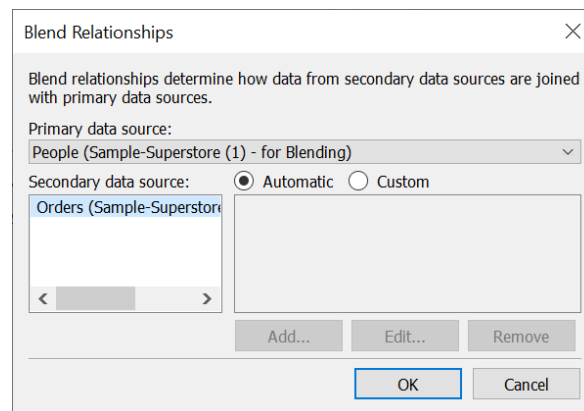 Blend Relationships
Blend relationships determine how data from secondary data sources are joined
with primary data sources.
Primary data source:
People (Sample-Superstore (1) - for Blending)
Secondary data source:
Automatic
Custom
Orders (Sample-Superstore
Add...
Edit...
Remove
OK
Cancel